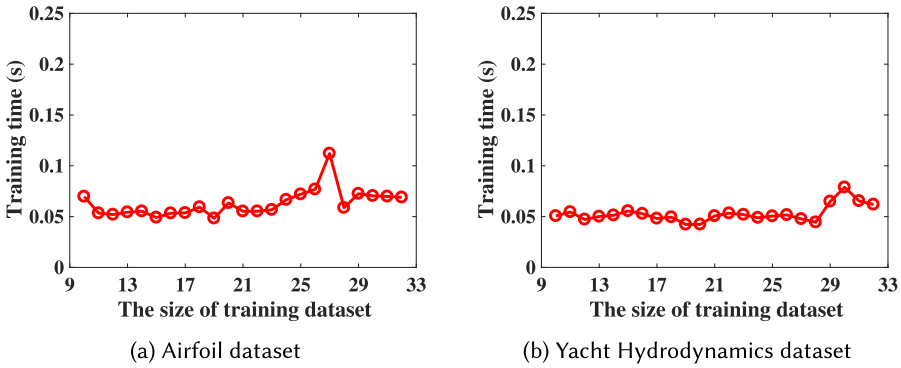 0.25
0.2
0.15
0.1
0.05
0
Training time (s)
9 13 17 21 25 29 33
The size of training dataset
(a) Airfoil dataset
0.25
0.2
0.15
0.1
0.05
0
Training time (s)
9 13 17 21 25 29 33
The size of training dataset
(b) Yacht Hydrodynamics dataset